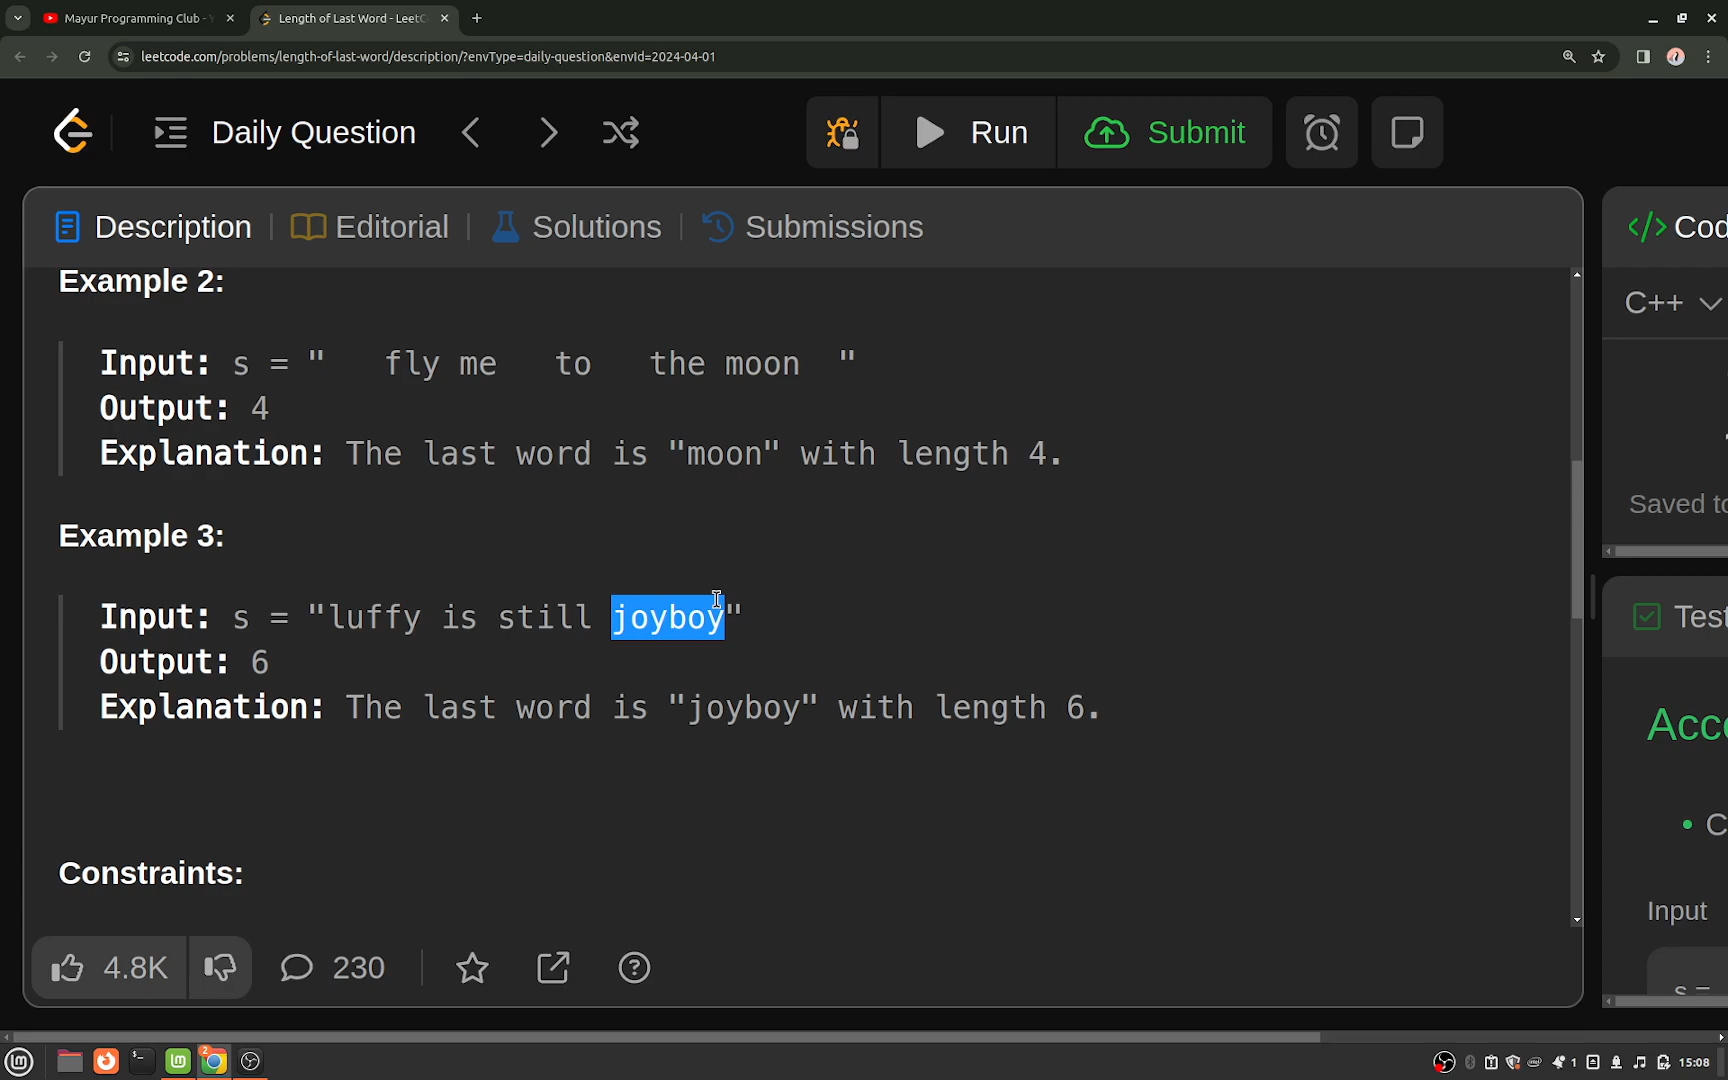 Mayur Programming Club -
Length of Last Word - LeetC
leetcode.com/problems/length-of-last-word/description/?envType=daily-question&envId=2024-04-01
Daily Question
Run
Submit
Description
Editorial
Solutions
Submissions
</> Cod
Example 2:
C++
Input: s = "   fly me   to   the moon  "
Output: 4
Explanation: The last word is "moon" with length 4.
Saved to
Example 3:
Input: s = "luffy is still joyboy"
Output: 6
Explanation: The last word is "joyboy" with length 6.
Test
Acce
• C
Constraints:
Input
s =
4.8K
230
2
1
15:08